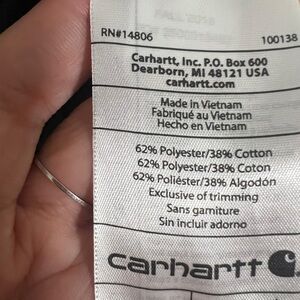 RN#14806 100138
Carhartt, Inc. P.O. Box 600
Dearborn, MI 48121 USA
carhartt.com
Made in Vietnam
Fabriqué au Vietnam
Hecho en Vietnam
62% Polyester/38% Cotton
62% Polyester/38% Coton
62% Poliéster/38% Algodón
Exclusive of trimming
Sans garniture
Sin incluir adorno
carhartt